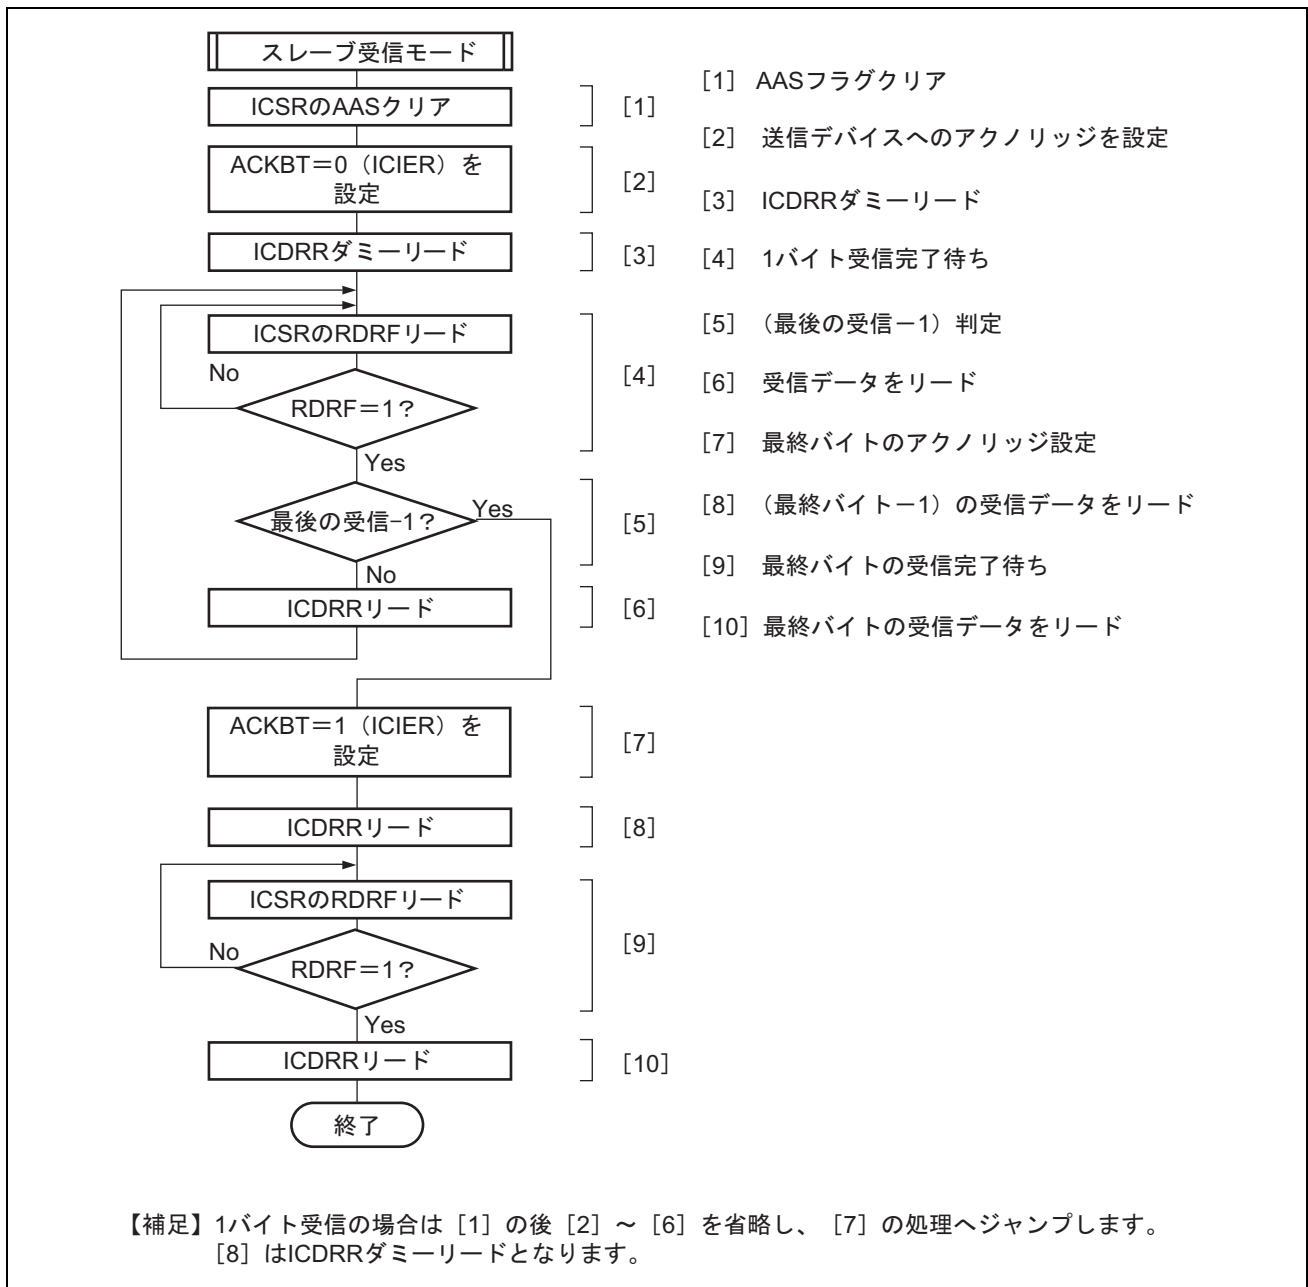 スレーブ受信モード
ICSRのAASクリア
[1]
ACKBT＝0（ICIER）を
設定
[2]
ICDRRダミーリード
[3]
ICSRのRDRFリード
No
RDRF＝1？
[4]
Yes
最後の受信−1？
Yes
[5]
No
ICDRRリード
[6]
ACKBT＝1（ICIER）を
設定
[7]
ICDRRリード
[8]
ICSRのRDRFリード
No
RDRF＝1？
[9]
Yes
ICDRRリード
[10]
終了
[1] AASフラグクリア
[2] 送信デバイスへのアクノリッジを設定
[3] ICDRRダミーリード
[4] 1バイト受信完了待ち
[5] （最後の受信－1）判定
[6] 受信データをリード
[7] 最終バイトのアクノリッジ設定
[8] （最終バイト－1）の受信データをリード
[9] 最終バイトの受信完了待ち
[10] 最終バイトの受信データをリード
【補足】1バイト受信の場合は［1］の後［2］～［6］を省略し、［7］の処理へジャンプします。
［8］はICDRRダミーリードとなります。